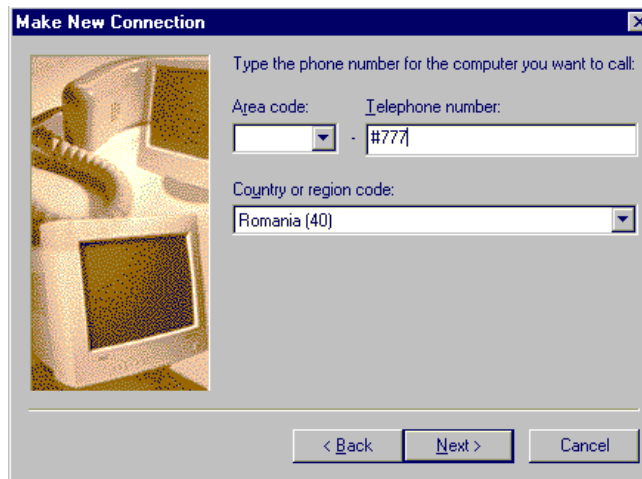 Make New Connection
Type the phone number for the computer you want to call:
Area code: Telephone number:
- #777
Country or region code:
Romania (40)
< Back Next > Cancel